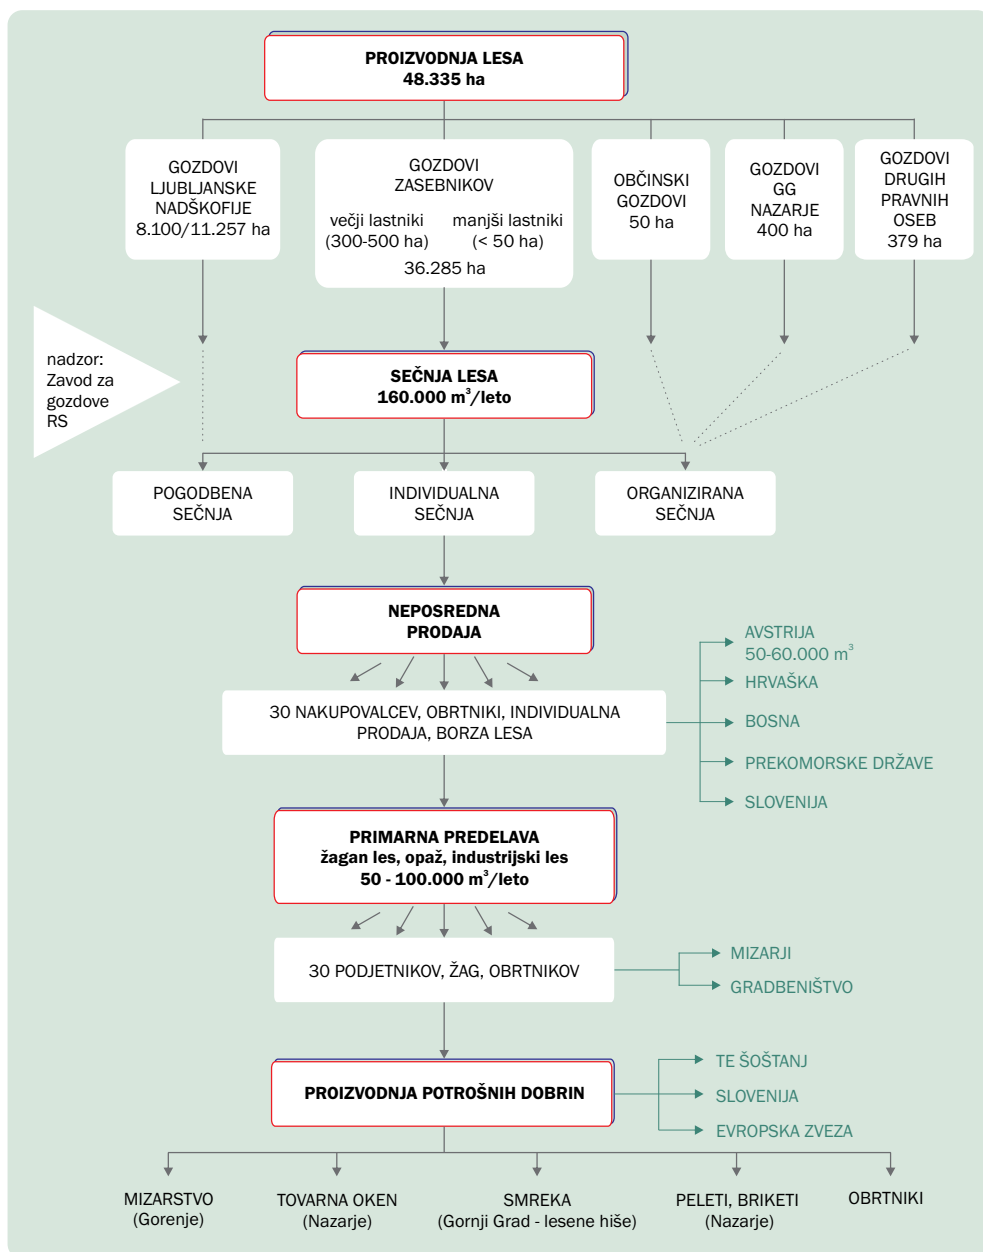 PROIZVODNJA LESA
48.335 ha
GOZDOVI
LJUBLJANSKE
NADŠKOFIJE
8.100/11.257 ha
GOZDOVI
ZASEBNIKOV
večji lastniki
(300-500 ha)
manjši lastniki
(< 50 ha)
36.285 ha
OBČINSKI
GOZDOVI
50 ha
GOZDOVI
GG
NAZARJE
400 ha
GOZDOVI
DRUGIH
PRAVNIH
OSEB
379 ha
nadzor:
Zavod za
gozdove
RS
SEČNJA LESA
160.000 m³/leto
POGODBENA
SEČNJA
INDIVIDUALNA
SEČNJA
ORGANIZIRANA
SEČNJA
NEPOSREDNA
PRODAJA
30 NAKUPOVALCEV, OBRTNIKI, INDIVIDUALNA
PRODAJA, BORZA LESA
AVSTRIJA
50-60.000 m³
HRVAŠKA
BOSNA
PREKOMORSKE DRŽAVE
SLOVENIJA
PRIMARNA PREDELAVA
žagan les, opaž, industrijski les
50 - 100.000 m³/leto
30 PODJETNIKOV, ŽAG, OBRTNIKOV
MIZARJI
GRADBENIŠTVO
PROIZVODNJA POTROŠNIH DOBRIN
TE ŠOŠTANJ
SLOVENIJA
EVROPSKA ZVEZA
MIZARSTVO
(Gorenje)
TOVARNA OKEN
(Nazarje)
SMREKA
(Gornji Grad - lesene hiše)
PELETI, BRIKETI
(Nazarje)
OBRTNIKI